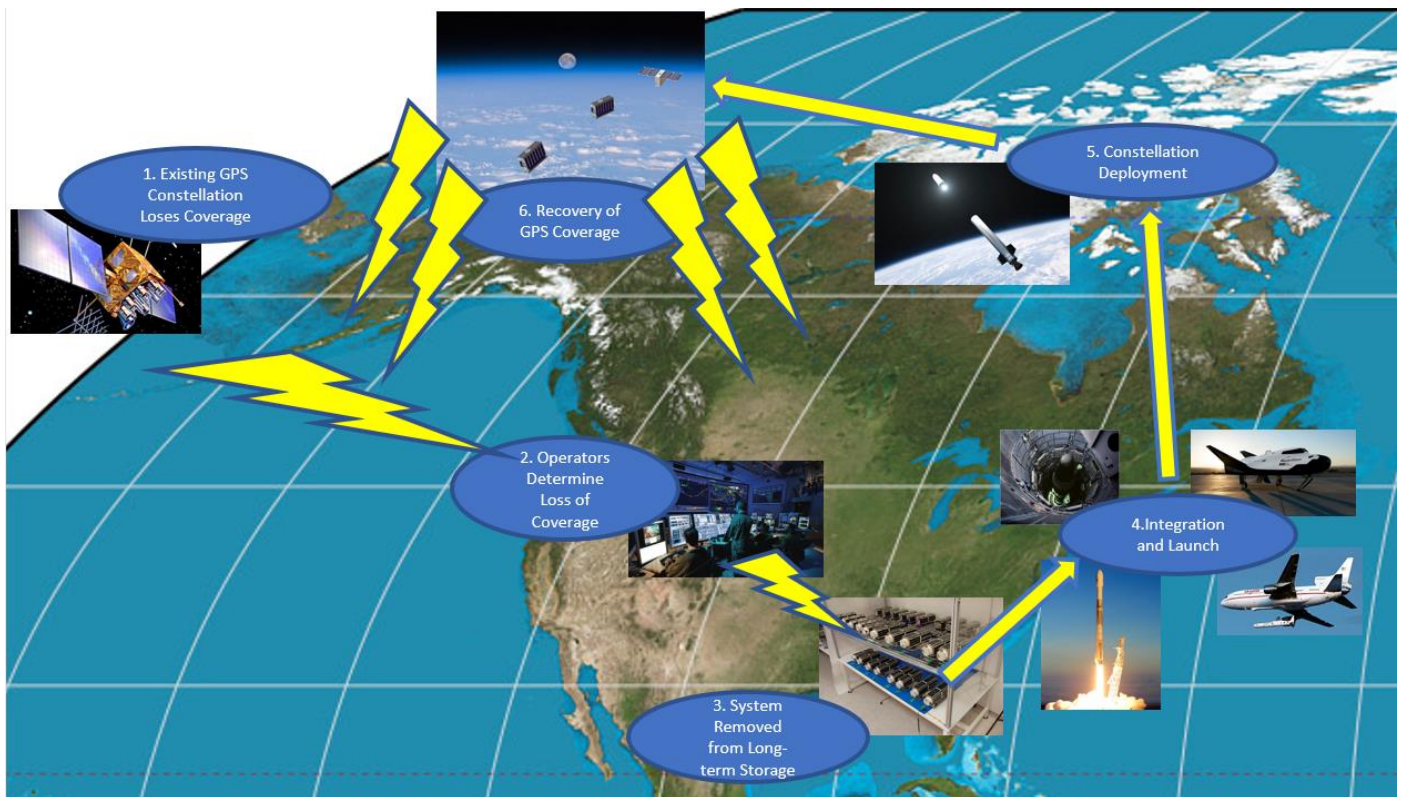 1. Existing GPS
Constellation
Loses Coverage
6. Recovery of
GPS Coverage
5. Constellation
Deployment
2. Operators
Determine
Loss of
Coverage
4.Integration
and Launch
3. System
Removed
from Long-
term Storage